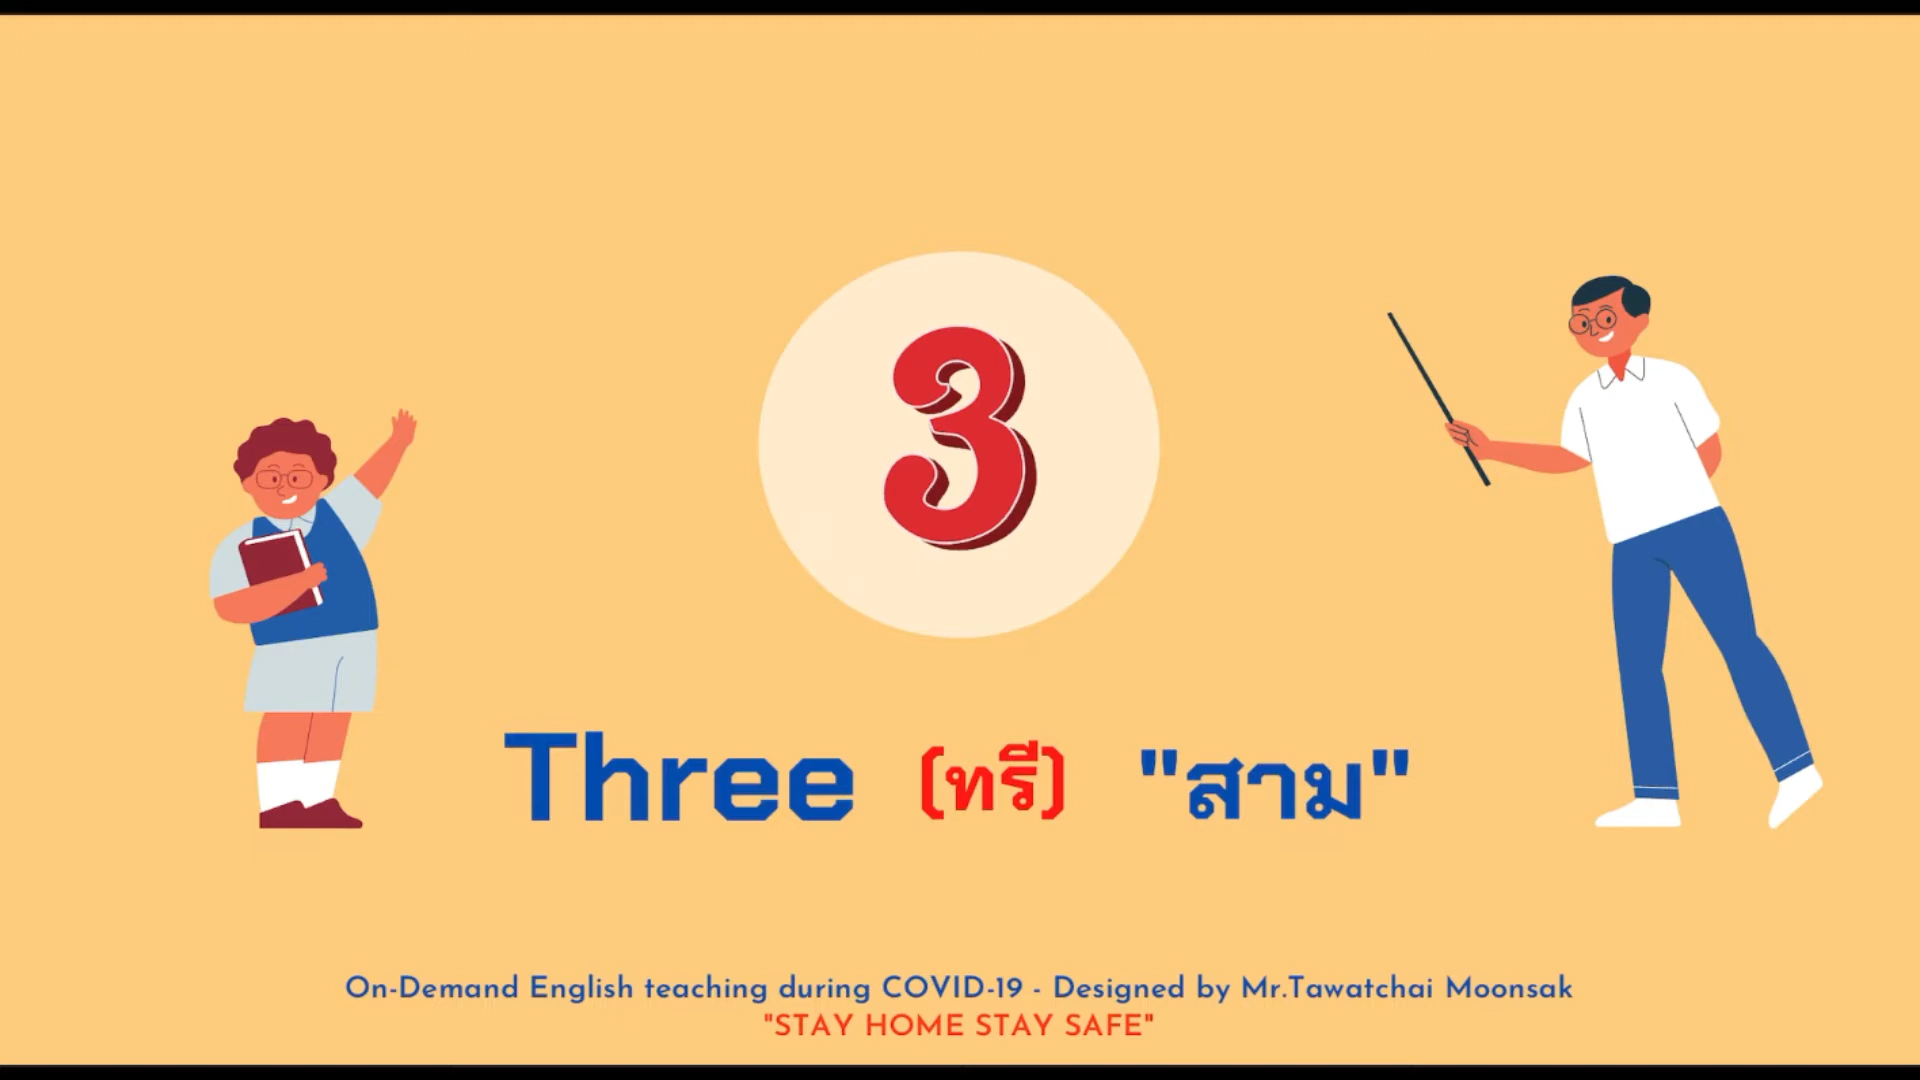 3
Three (ทรี) "สาม"
On-Demand English teaching during COVID-19 - Designed by Mr.Tawatchai Moonsak
"STAY HOME STAY SAFE"